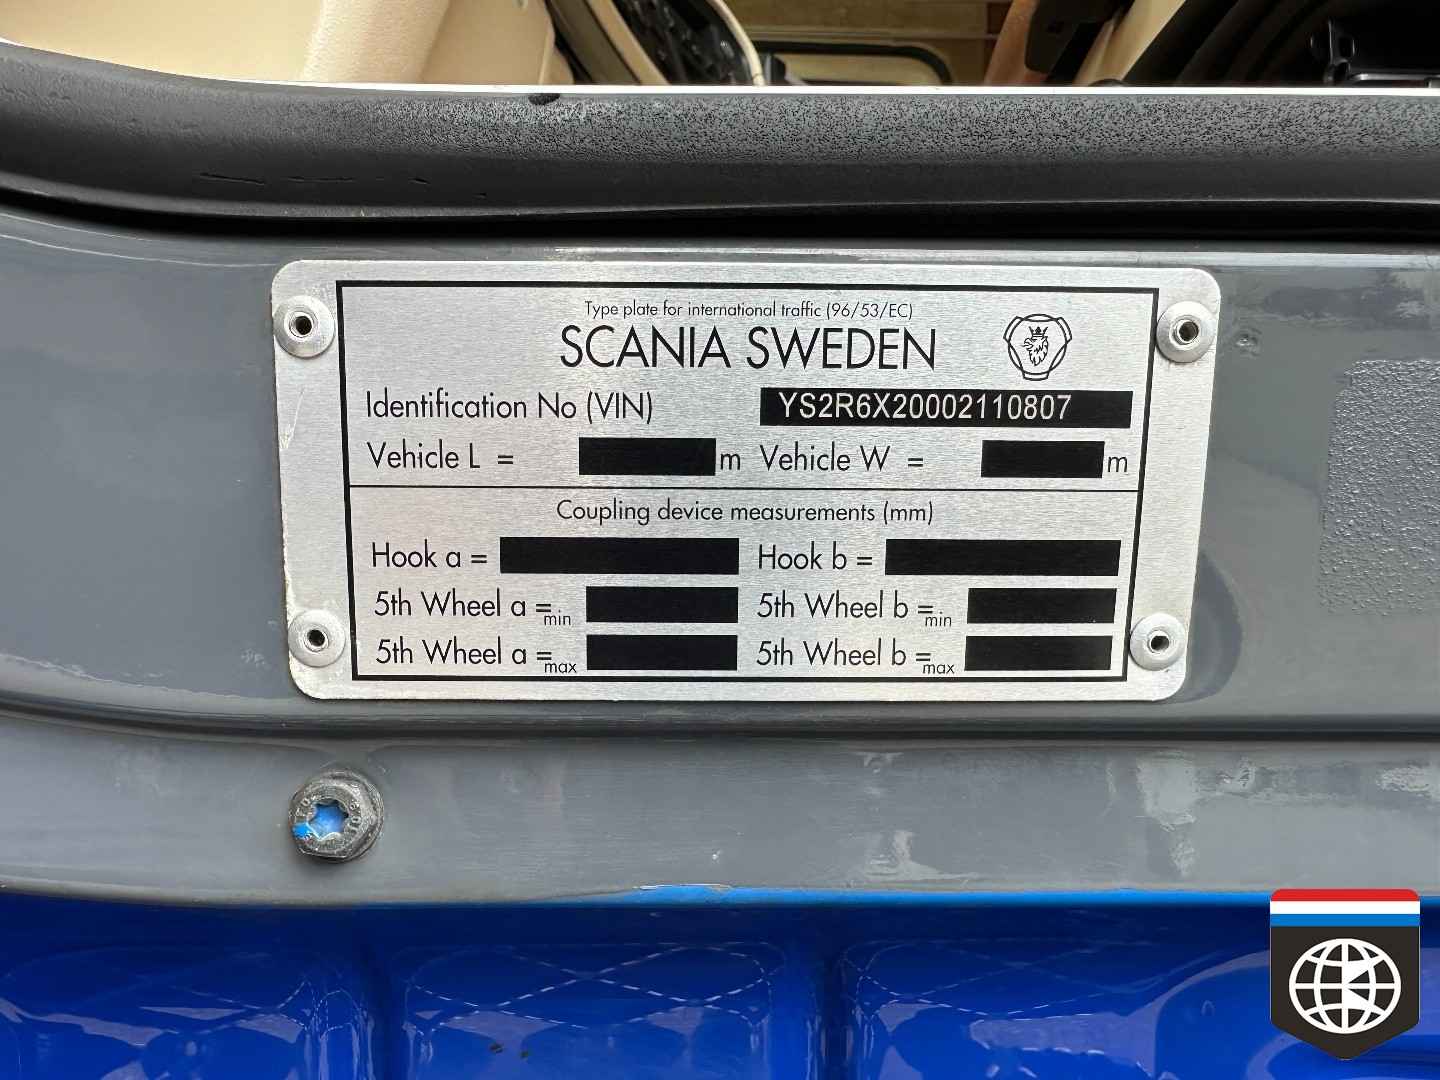 Type plate for international traffic (96/53/EC)
SCANIA SWEDEN
Identification No (VIN) YS2R6X20002110807
Vehicle L = m Vehicle W = m
Coupling device measurements (mm)
Hook a = Hook b =
5th Wheel a =min 5th Wheel b =min
5th Wheel a =max 5th Wheel b =max